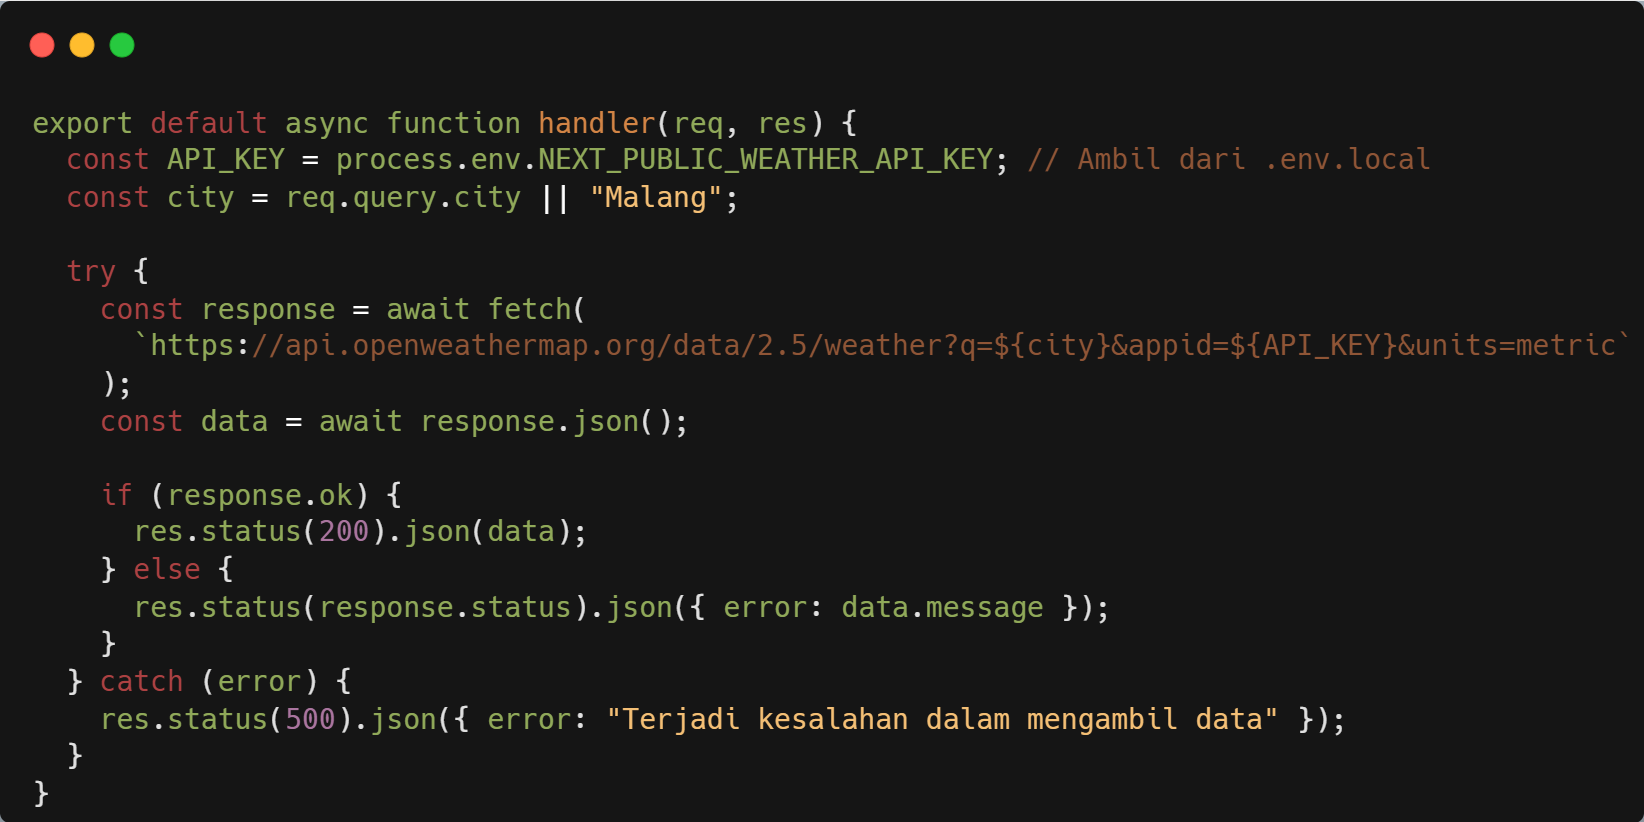 export default async function handler(req, res) {
  const API_KEY = process.env.NEXT_PUBLIC_WEATHER_API_KEY; // Ambil dari .env.local
  const city = req.query.city || "Malang";

  try {
    const response = await fetch(
      `https://api.openweathermap.org/data/2.5/weather?q=${city}&appid=${API_KEY}&units=metric`
    );
    const data = await response.json();

    if (response.ok) {
      res.status(200).json(data);
    } else {
      res.status(response.status).json({ error: data.message });
    }
  } catch (error) {
    res.status(500).json({ error: "Terjadi kesalahan dalam mengambil data" });
  }
}